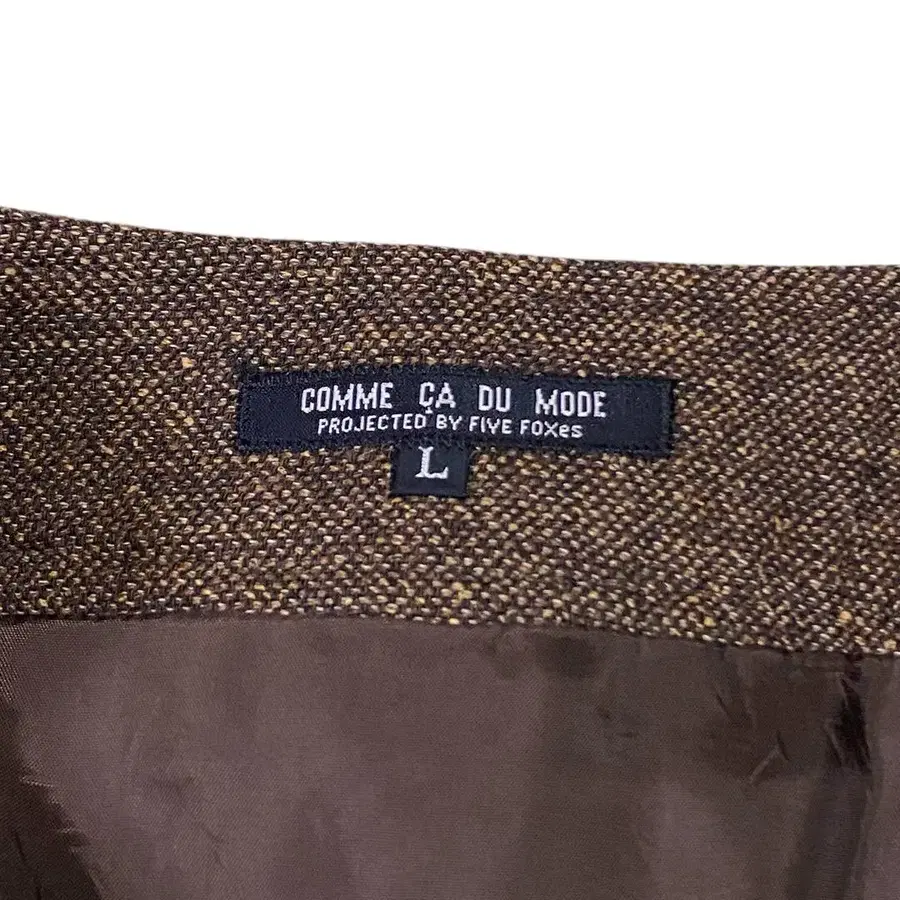 COMME ÇA DU MODE
PROJECTED BY FIVE FOXes
L